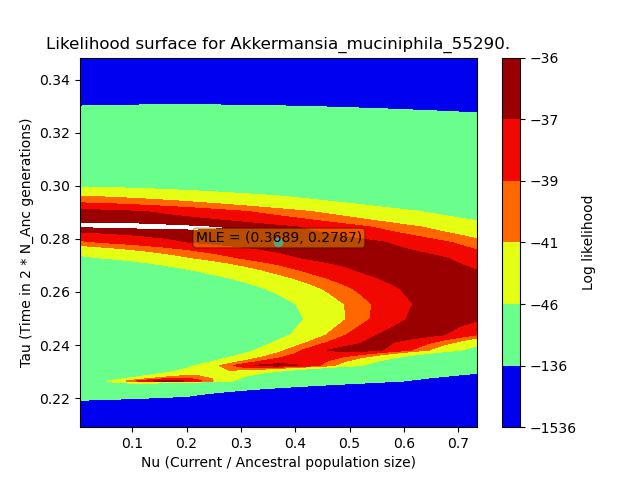 Likelihood surface for Akkermansia_muciniphila_55290.
Tau (Time in 2 * N_Anc generations)
0.34
0.32
0.30
0.28
0.26
0.24
0.22
MLE = (0.3689, 0.2787)
0.1 0.2 0.3 0.4 0.5 0.6 0.7
Nu (Current / Ancestral population size)
−36
−37
−39
−41
−46
−136
−1536
Log likelihood